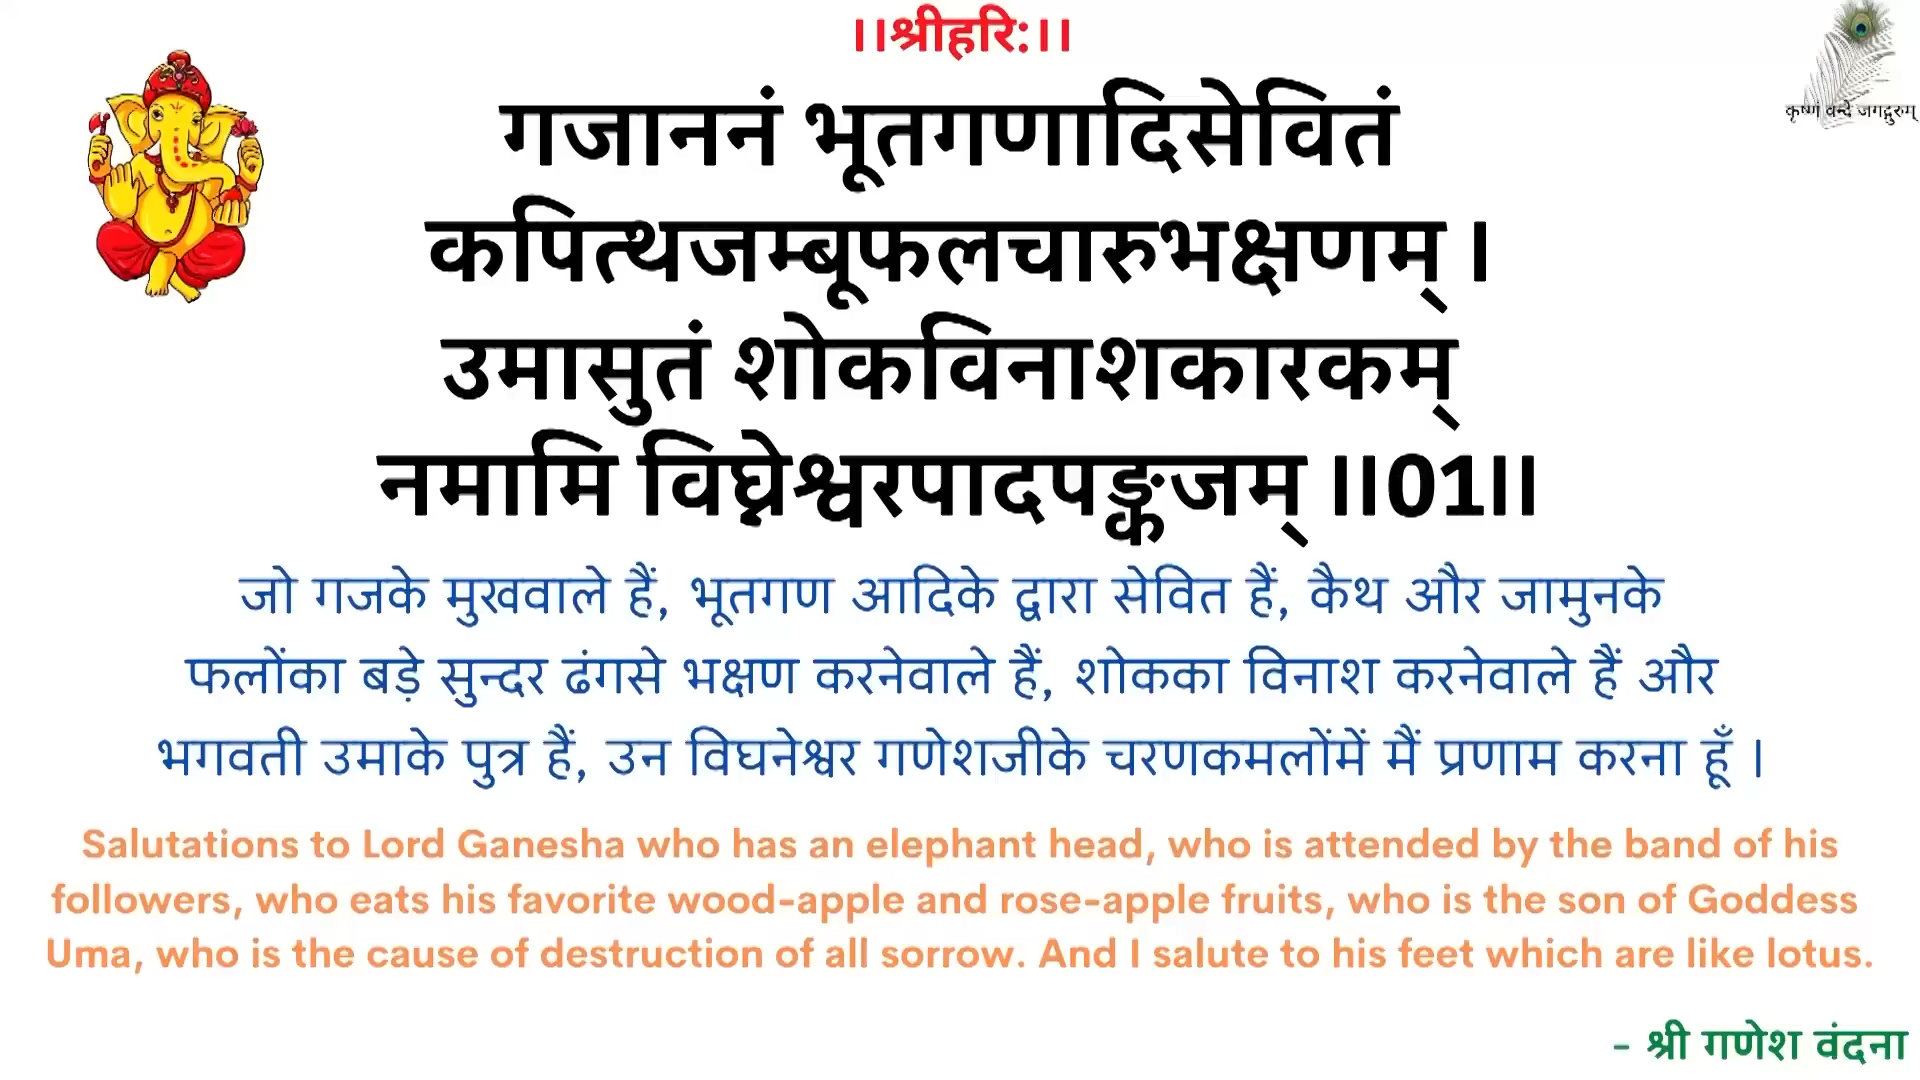 ।।श्रीहरि:।।
कृष्णं वन्दे जगद्गुरुम्
गजाननं भूतगणादिसेवितं
कपित्थजम्बूफलचारुभक्षणम् ।
उमासुतं शोकविनाशकारकम्
नमामि विघ्नेश्वरपादपङ्कजम् ।।01।।
जो गजके मुखवाले हैं, भूतगण आदिके द्वारा सेवित हैं, कैथ और जामुनके
फलोंका बड़े सुन्दर ढंगसे भक्षण करनेवाले हैं, शोकका विनाश करनेवाले हैं और
भगवती उमाके पुत्र हैं, उन विघनेश्वर गणेशजीके चरणकमलोंमें मैं प्रणाम करना हूँ ।
Salutations to Lord Ganesha who has an elephant head, who is attended by the band of his
followers, who eats his favorite wood-apple and rose-apple fruits, who is the son of Goddess
Uma, who is the cause of destruction of all sorrow. And I salute to his feet which are like lotus.
- श्री गणेश वंदना